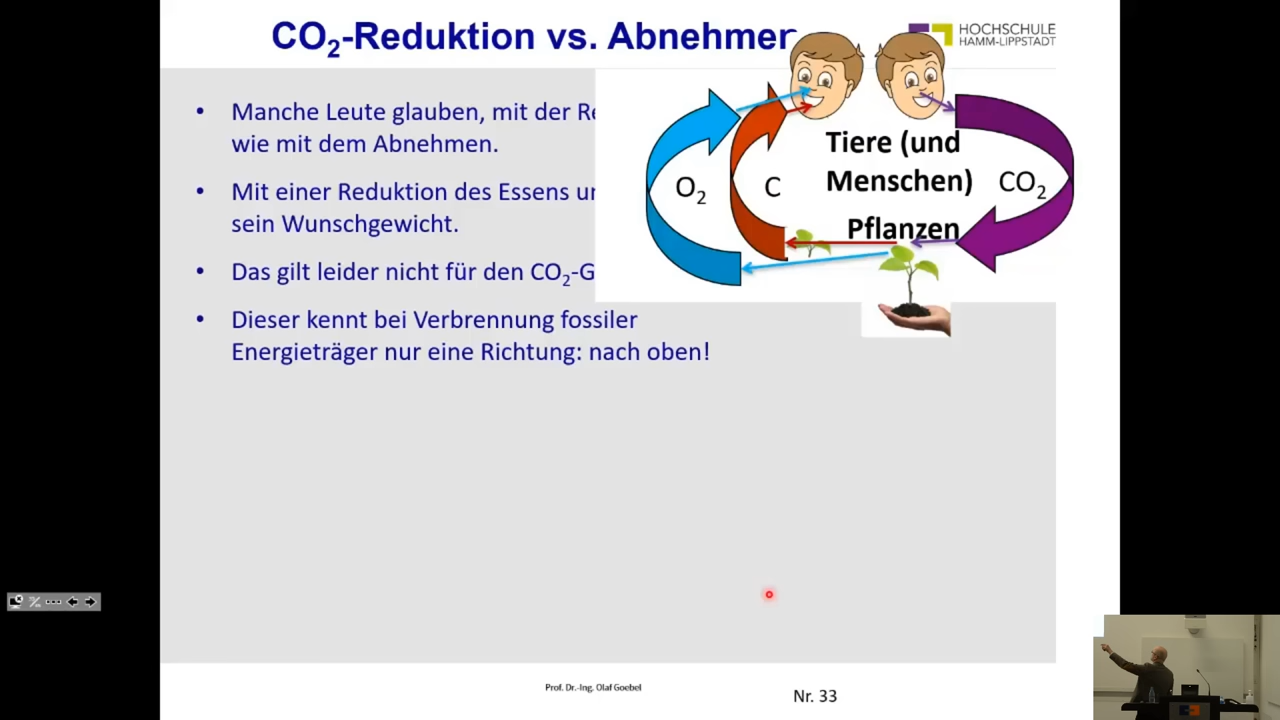 CO₂-Reduktion vs. Abnehmen
HOCHSCHULE
HAMM-LIPPSTADT
• Manche Leute glauben, mit der
wie mit dem Abnehmen.
• Mit einer Reduktion des Essens
sein Wunschgewicht.
• Das gilt leider nicht für den
• Dieser kennt bei Verbrennung fossiler
Energieträger nur eine Richtung: nach oben!
O₂
C
Tiere (und
Menschen)
Pflanzen
CO₂
Prof. Dr.-Ing. Olaf Goebel
Nr. 33